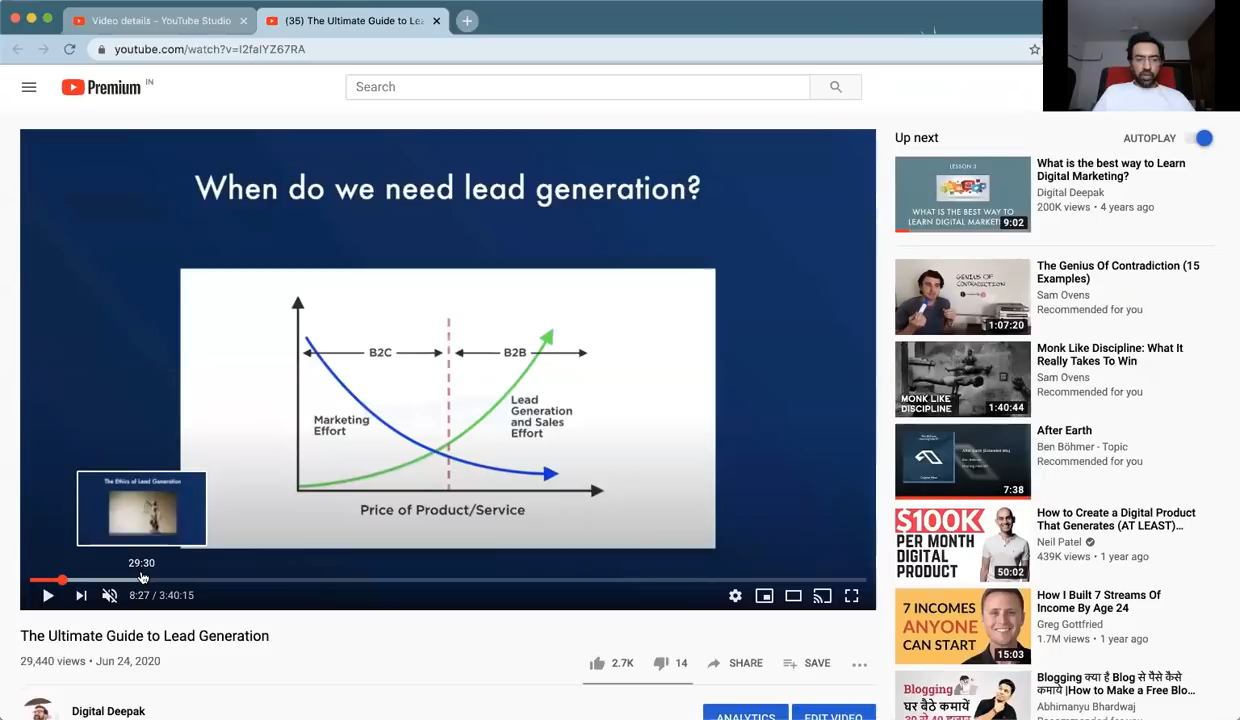 Video details - YouTube Studio
(35) The Ultimate Guide to Le
youtube.com/watch?v=I2faIYZ67RA
Premium IN
Search
When do we need lead generation?
B2C
B2B
Marketing
Effort
Lead
Generation
and Sales
Effort
Price of Product/Service
The Ethics of Lead Generation
29:30
8:27 / 3:40:15
The Ultimate Guide to Lead Generation
29,440 views • Jun 24, 2020
2.7K
14
SHARE
SAVE
Digital Deepak
ANALYTICS
EDIT VIDEO
Up next
AUTOPLAY
LESSON :1
WHAT IS THE BEST WAY TO
LEARN DIGITAL MARKET
9:02
What is the best way to Learn
Digital Marketing?
Digital Deepak
200K views • 4 years ago
GENIUS OF
CONTRADICTION
1:07:20
The Genius Of Contradiction (15
Examples)
Sam Ovens
Recommended for you
MONK LIKE
DISCIPLINE
1:40:44
Monk Like Discipline: What It
Really Takes To Win
Sam Ovens
Recommended for you
7:38
After Earth
Ben Böhmer - Topic
Recommended for you
$100K
PER MONTH
DIGITAL
PRODUCT
50:02
How to Create a Digital Product
That Generates (AT LEAST)...
Neil Patel
439K views • 1 year ago
7 INCOMES
ANYONE
CAN START
15:03
How I Built 7 Streams Of
Income By Age 24
Greg Gottfried
1.7M views • 1 year ago
Blogging
घर बैठे कमायें
Blogging क्या है Blog से पैसे कैसे
कमाये |How to Make a Free Blo...
Abhimanyu Bhardwaj